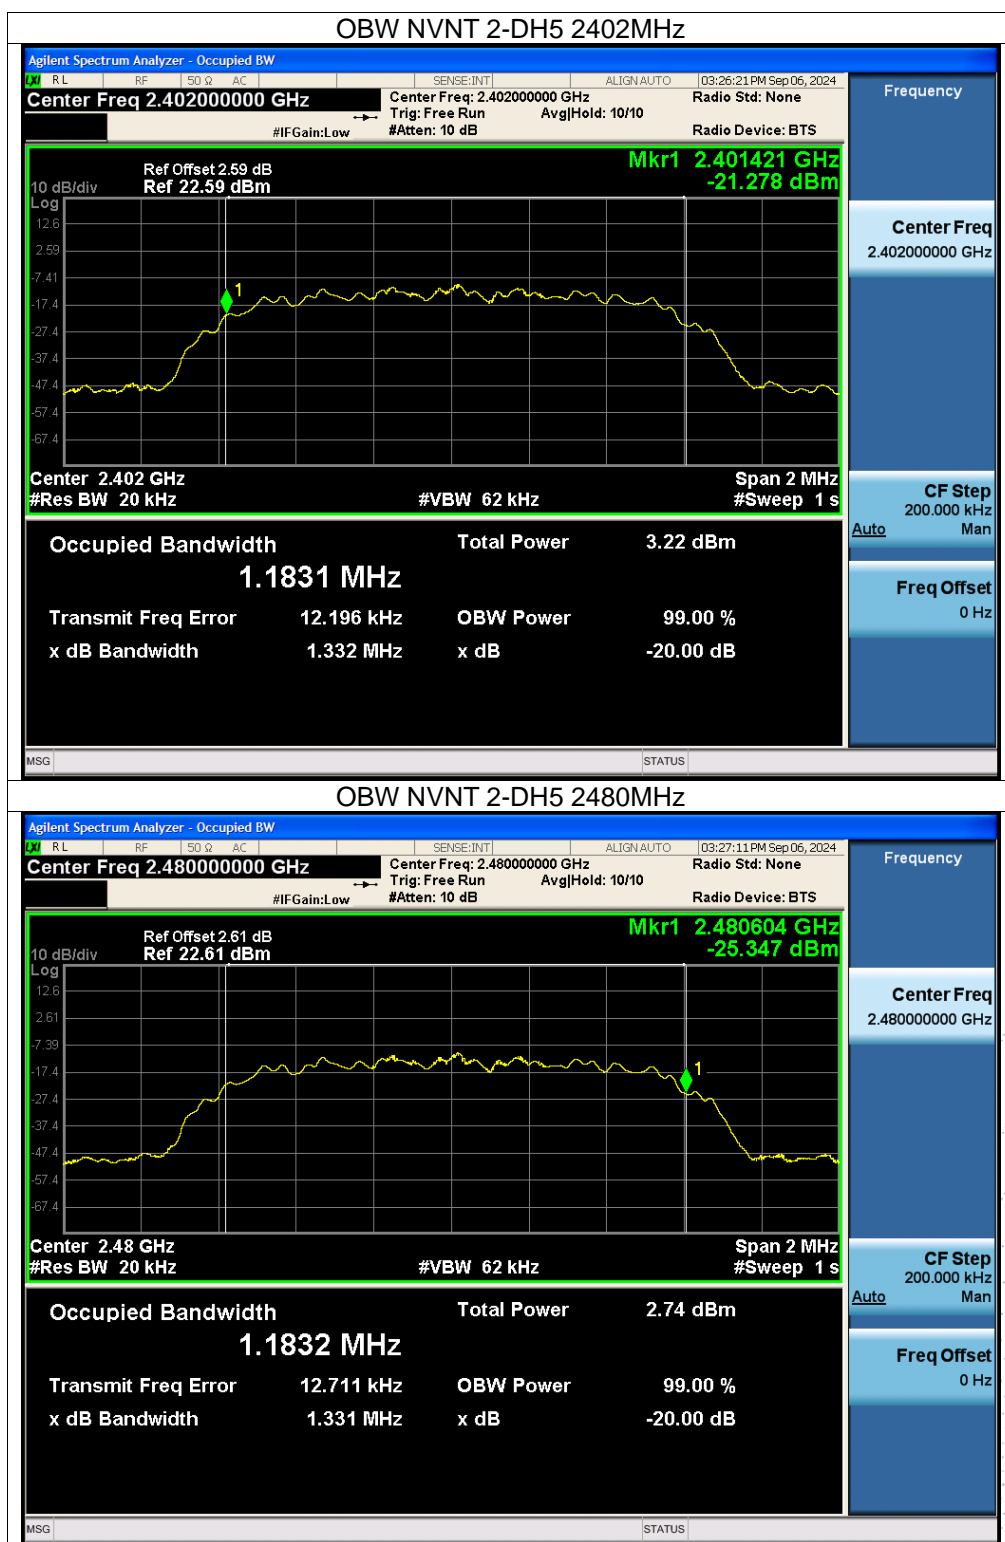 OBW NVNT 2-DH5 2402MHz
Agilent Spectrum Analyzer - Occupied BW
LXI RL RF 50 Ω AC SENSE:INT ALIGN AUTO 03:26:21 PM Sep 06, 2024
Center Freq 2.402000000 GHz
Center Freq: 2.402000000 GHz Radio Std: None
Trig: Free Run Avg|Hold: 10/10
#IFGain:Low #Atten: 10 dB Radio Device: BTS
Frequency
Mkr1 2.401421 GHz
-21.278 dBm
Ref Offset 2.59 dB
10 dB/div Ref 22.59 dBm
Log
12.6
2.59
-7.41
-17.4
-27.4
-37.4
-47.4
-57.4
-67.4
1
Center Freq
2.402000000 GHz
Center 2.402 GHz Span 2 MHz
#Res BW 20 kHz #VBW 62 kHz #Sweep 1 s
CF Step
200.000 kHz
Auto Man
Occupied Bandwidth Total Power 3.22 dBm
1.1831 MHz
Freq Offset
0 Hz
Transmit Freq Error 12.196 kHz OBW Power 99.00 %
x dB Bandwidth 1.332 MHz x dB -20.00 dB
MSG STATUS
OBW NVNT 2-DH5 2480MHz
Agilent Spectrum Analyzer - Occupied BW
LXI RL RF 50 Ω AC SENSE:INT ALIGN AUTO 03:27:11 PM Sep 06, 2024
Center Freq 2.480000000 GHz
Center Freq: 2.480000000 GHz Radio Std: None
Trig: Free Run Avg|Hold: 10/10
#IFGain:Low #Atten: 10 dB Radio Device: BTS
Frequency
Mkr1 2.480604 GHz
-25.347 dBm
Ref Offset 2.61 dB
10 dB/div Ref 22.61 dBm
Log
12.6
2.61
-7.39
-17.4
-27.4
-37.4
-47.4
-57.4
-67.4
1
Center Freq
2.480000000 GHz
Center 2.48 GHz Span 2 MHz
#Res BW 20 kHz #VBW 62 kHz #Sweep 1 s
CF Step
200.000 kHz
Auto Man
Occupied Bandwidth Total Power 2.74 dBm
1.1832 MHz
Freq Offset
0 Hz
Transmit Freq Error 12.711 kHz OBW Power 99.00 %
x dB Bandwidth 1.331 MHz x dB -20.00 dB
MSG STATUS